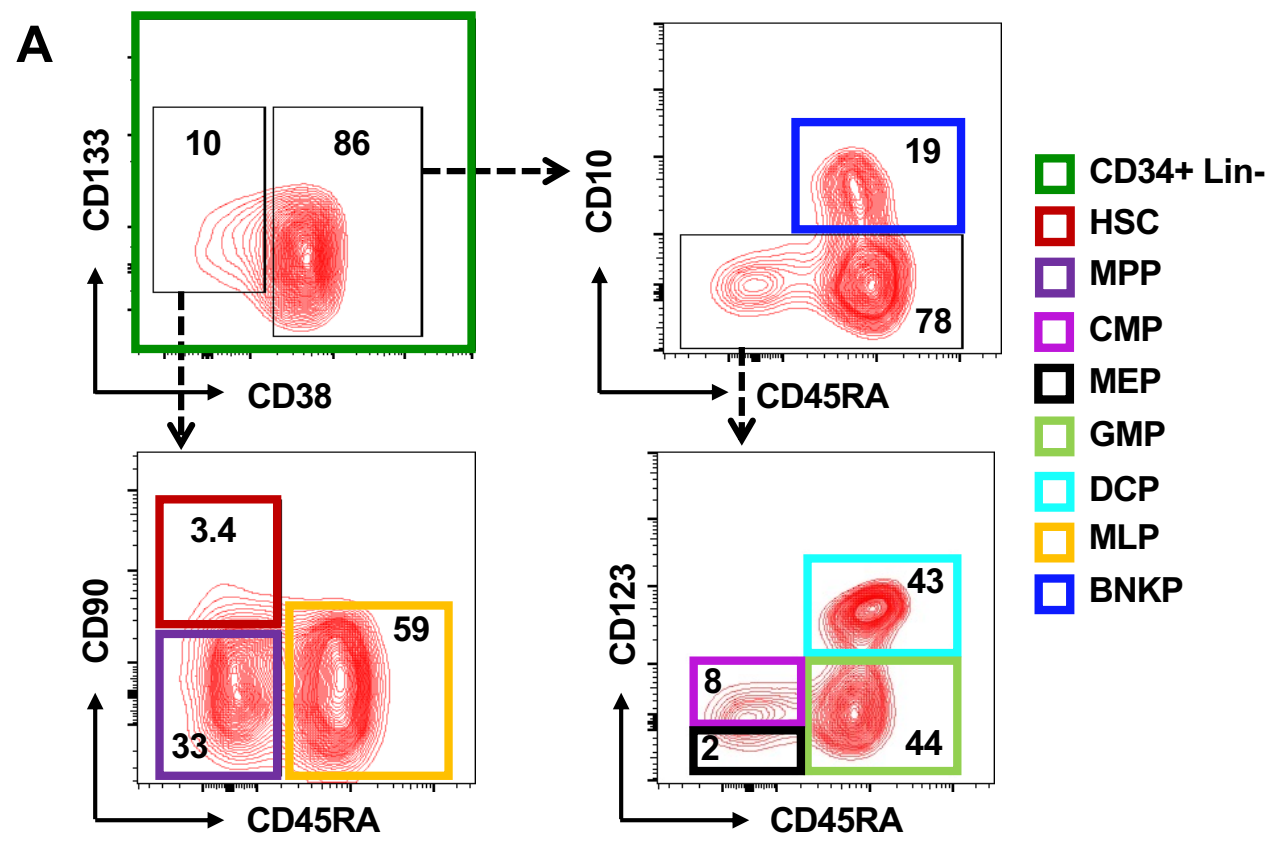 A
CD133
10
86
CD38
CD10
19
78
CD45RA
CD90
3.4
59
33
CD45RA
CD123
43
8
2
44
CD45RA
CD34+ Lin-
HSC
MPP
CMP
MEP
GMP
DCP
MLP
BNKP